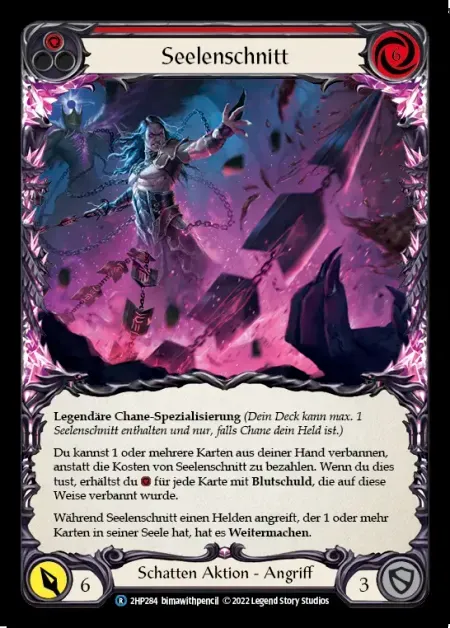 Seelenschnitt
6
Legendäre Chane-Spezialisierung (Dein Deck kann max. 1
Seelenschnitt enthalten und nur, falls Chane dein Held ist.)
Du kannst 1 oder mehrere Karten aus deiner Hand verbannen,
anstatt die Kosten von Seelenschnitt zu bezahlen. Wenn du dies
tust, erhältst du für jede Karte mit Blutschuld, die auf diese
Weise verbannt wurde.
Während Seelenschnitt einen Helden angreift, der 1 oder mehr
Karten in seiner Seele hat, hat es Weitermachen.
6
Schatten Aktion - Angriff
3
R 2HP284 bimawithpencil © 2022 Legend Story Studios